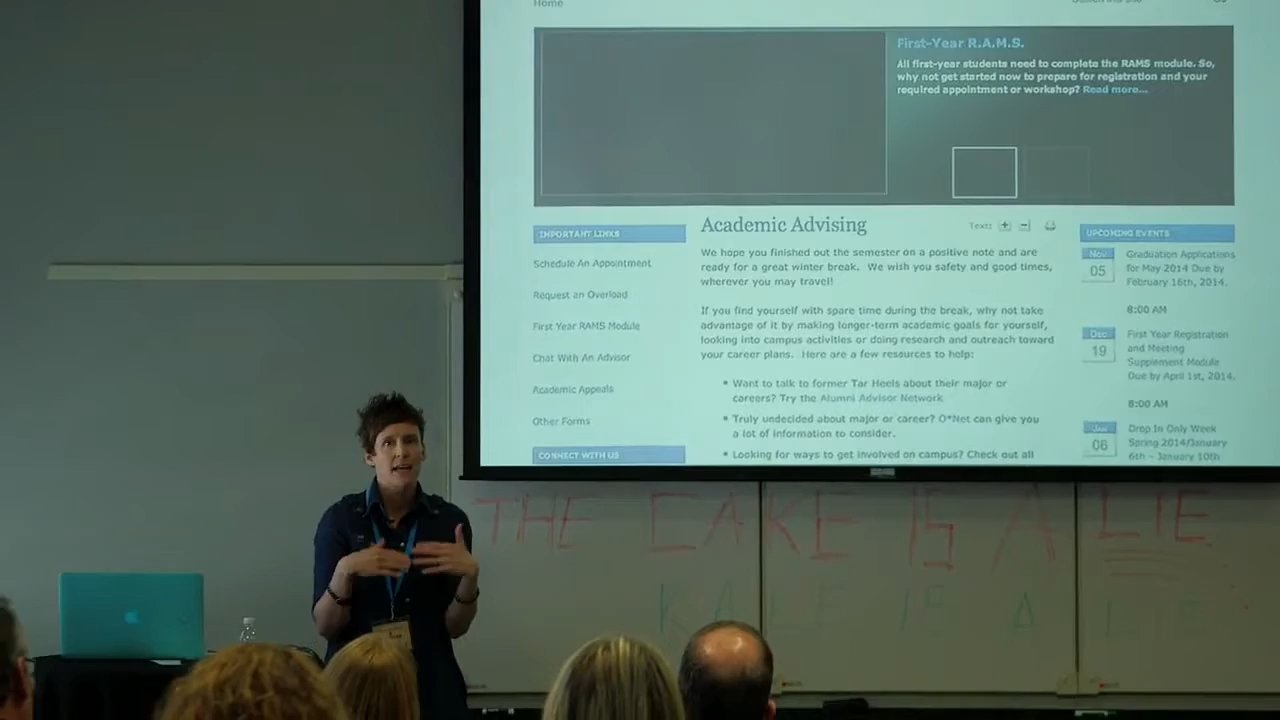 Home
First-Year R.A.M.S.
All first-year students need to complete the RAMS module. So,
why not get started now to prepare for registration and your
required appointment or workshop? Read more...
IMPORTANT LINKS
Schedule An Appointment
Request an Overload
First Year RAMS Module
Chat With An Advisor
Academic Appeals
Other Forms
CONNECT WITH US
Academic Advising
Text: + -
We hope you finished out the semester on a positive note and are
ready for a great winter break. We wish you safety and good times,
wherever you may travel!
If you find yourself with spare time during the break, why not take
advantage of it by making longer-term academic goals for yourself,
looking into campus activities or doing research and outreach toward
your career plans. Here are a few resources to help:
* Want to talk to former Tar Heels about their major or
careers? Try the Alumni Advisor Network
* Truly undecided about major or career? O*Net can give you
a lot of information to consider.
* Looking for ways to get involved on campus? Check out all
UPCOMING EVENTS
Nov
05
Graduation Applications
for May 2014 Due by
February 16th, 2014.
8:00 AM
Dec
19
First Year Registration
and Meeting
Supplement Module
Due by April 1st, 2014.
8:00 AM
Jan
06
Drop In Only Week
Spring 2014/January
6th - January 10th
THE CAKE IS A LIE
KALE IS A LIE